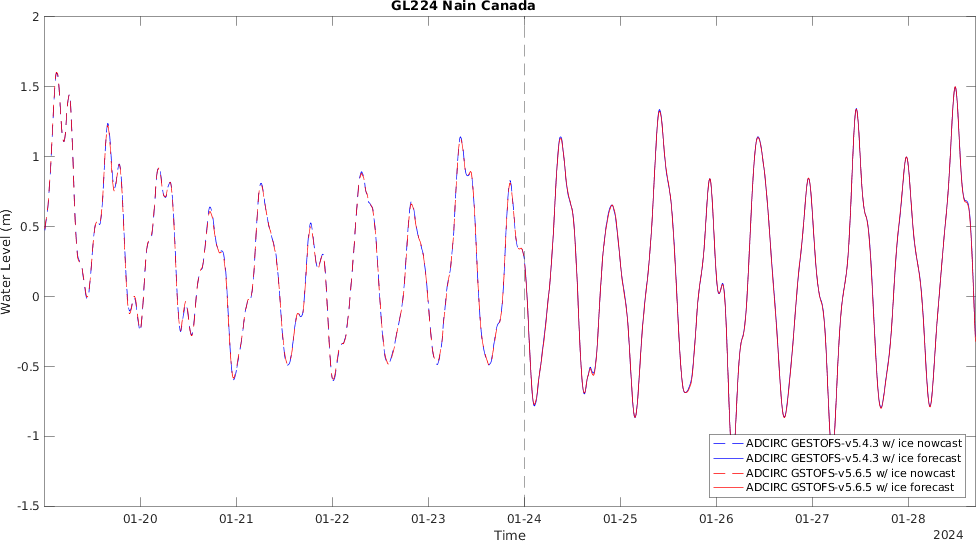 GL224 Nain Canada
2
1.5
1
0.5
0
-0.5
-1
-1.5
Water Level (m)
ADCIRC GESTOFS-v5.4.3 w/ ice nowcast
ADCIRC GESTOFS-v5.4.3 w/ ice forecast
ADCIRC GSTOFS-v5.6.5 w/ ice nowcast
ADCIRC GSTOFS-v5.6.5 w/ ice forecast
01-20 01-21 01-22 01-23 01-24 01-25 01-26 01-27 01-28
Time
2024